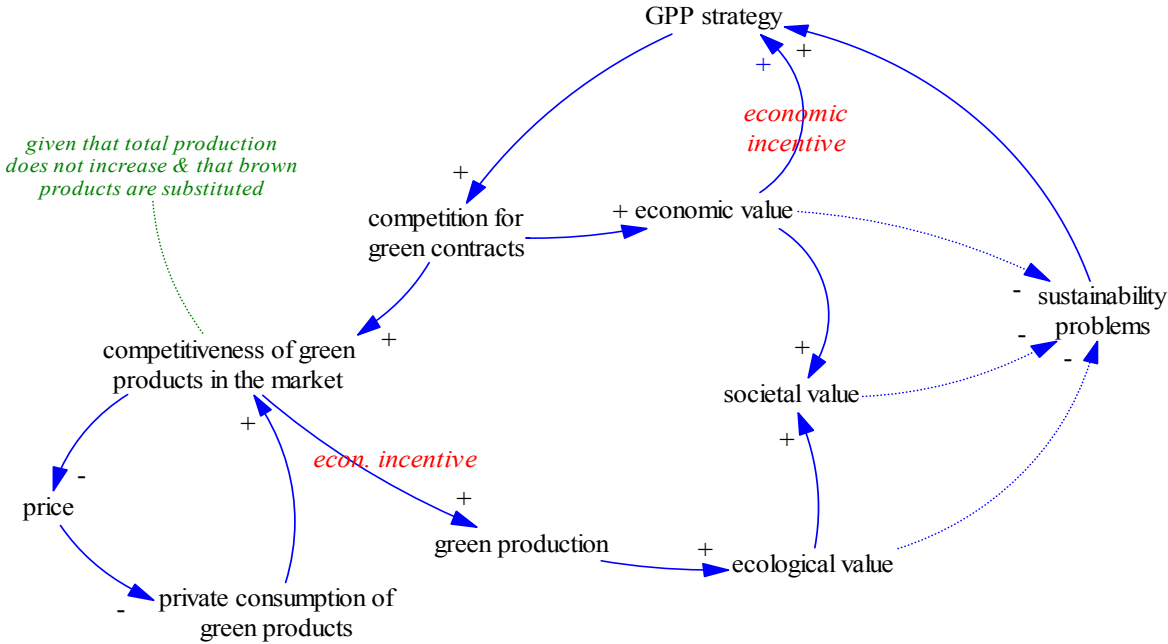 GPP strategy
+
+
economic
incentive
given that total production
does not increase & that brown
products are substituted
+
competition for
green contracts
+ economic value
-
sustainability
problems
+
-
-
competitiveness of green
products in the market
+
societal value
+
+
econ. incentive
-
price
+
green production
+
ecological value
-
private consumption of
green products